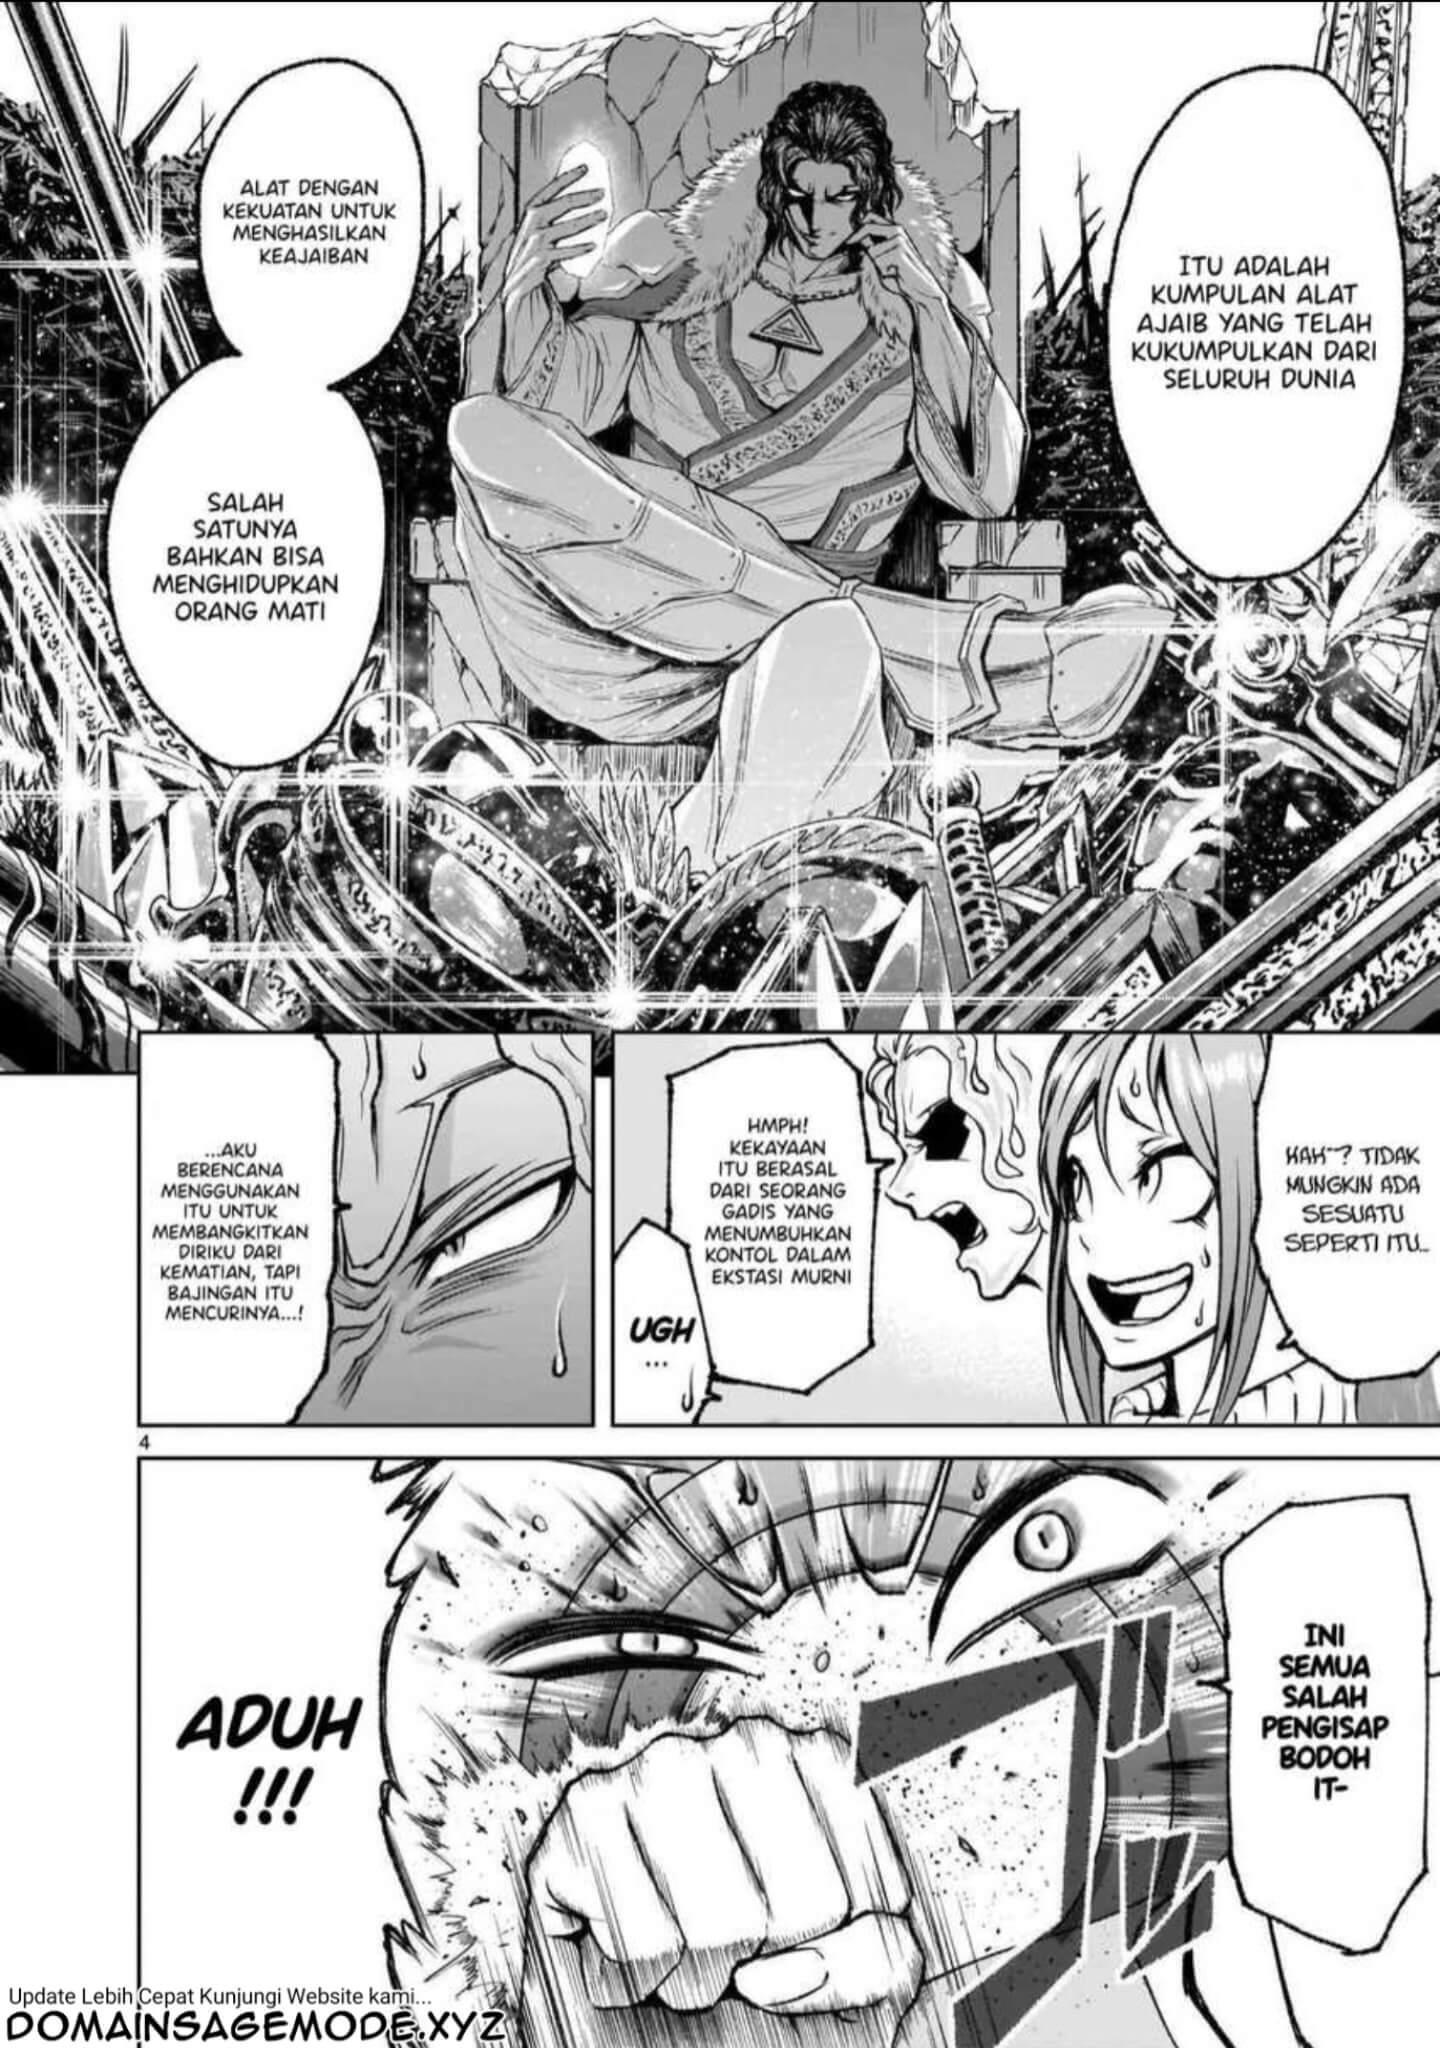 ITU ADALAH
KUMPULAN ALAT
AJAIB YANG TELAH
KUKUMPULKAN DARI
SELURUH DUNIA
ALAT DENGAN
KEKUATAN UNTUK
MENGHASILKAN
KEAJAIBAN
SALAH
SATUNYA
BAHKAN BISA
MENGHIDUPKAN
ORANG MATI
HAH~? TIDAK
MUNGKIN ADA
SESUATU
SEPERTI ITU..
HMPH!
KEKAYAAN
ITU BERASAL
DARI SEORANG
GADIS YANG
MENUMBUHKAN
KONTOL DALAM
EKSTASI MURNI
UGH
...
...AKU
BERENCANA
MENGGUNAKAN
ITU UNTUK
MEMBANGKITKAN
DIRIKU DARI
KEMATIAN, TAPI
BAJINGAN ITU
MENCURINYA...!
4
INI
SEMUA
SALAH
PENGISAP
BODOH
IT-
ADUH
!!!
Update Lebih Cepat Kunjungi Website kami...
DOMAINSAGEMODE.XYZ